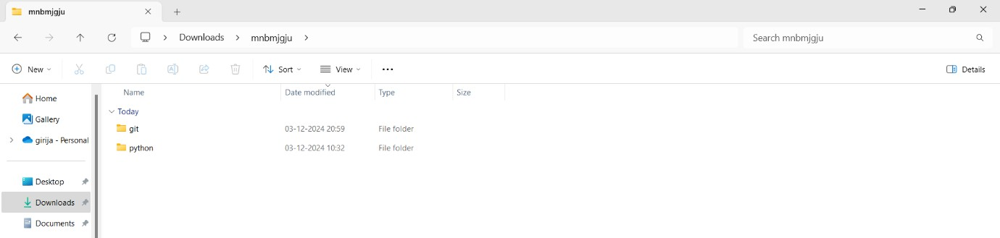 mnbmjgju
Downloads mnbmjgju
Search mnbmjgju
New Sort View Details
Home
Gallery
girija - Personal
Desktop
Downloads
Documents
Name Date modified Type Size
Today
git 03-12-2024 20:59 File folder
python 03-12-2024 10:32 File folder